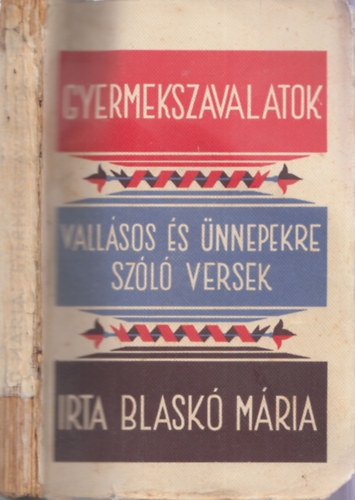 GYERMEKSZAVALATOK
VALLÁSOS ÉS ÜNNEPEKRE
SZÓLÓ VERSEK
IRTA BLASKÓ MÁRIA